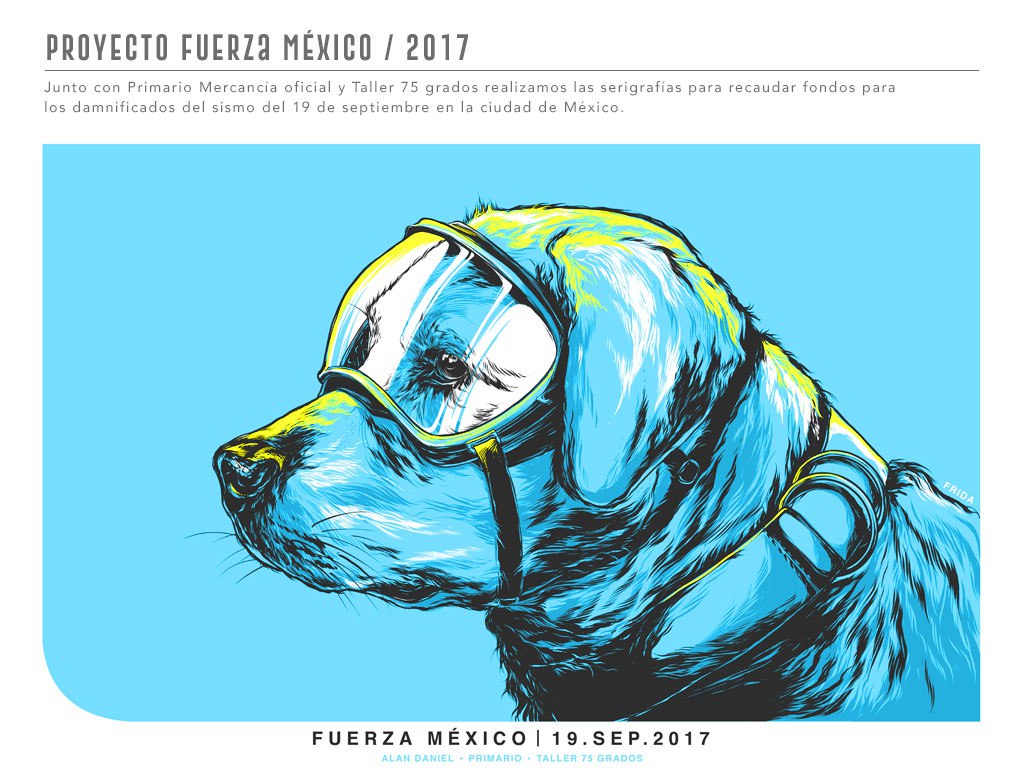 PROYECTO FUERZA MÉXICO / 2017
Junto con Primario Mercancía oficial y Taller 75 grados realizamos las serigrafías para recaudar fondos para
los damnificados del sismo del 19 de septiembre en la ciudad de México.
FRIDA
FUERZA MÉXICO | 19.SEP.2017
ALAN DANIEL • PRIMARIO • TALLER 75 GRADOS